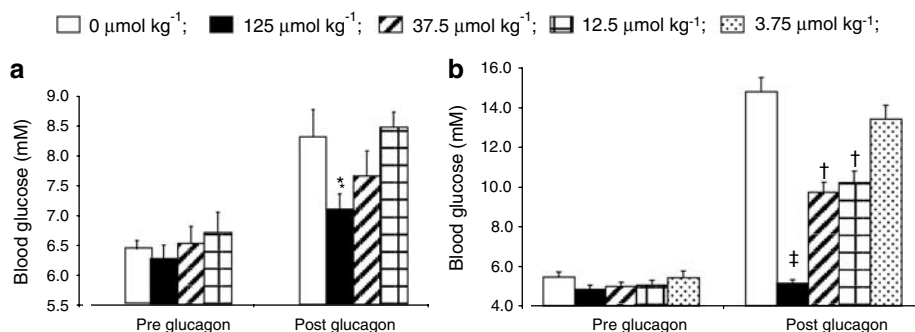 0 μmol kg⁻¹; 125 μmol kg⁻¹; 37.5 μmol kg⁻¹; 12.5 μmol kg⁻¹; 3.75 μmol kg⁻¹;
a
Blood glucose (mM)
9.0
8.5
8.0
7.5
7.0
6.5
6.0
5.5
*
*
Pre glucagon Post glucagon
b
Blood glucose (mM)
16.0
14.0
12.0
10.0
8.0
6.0
4.0
‡
†
†
Pre glucagon Post glucagon